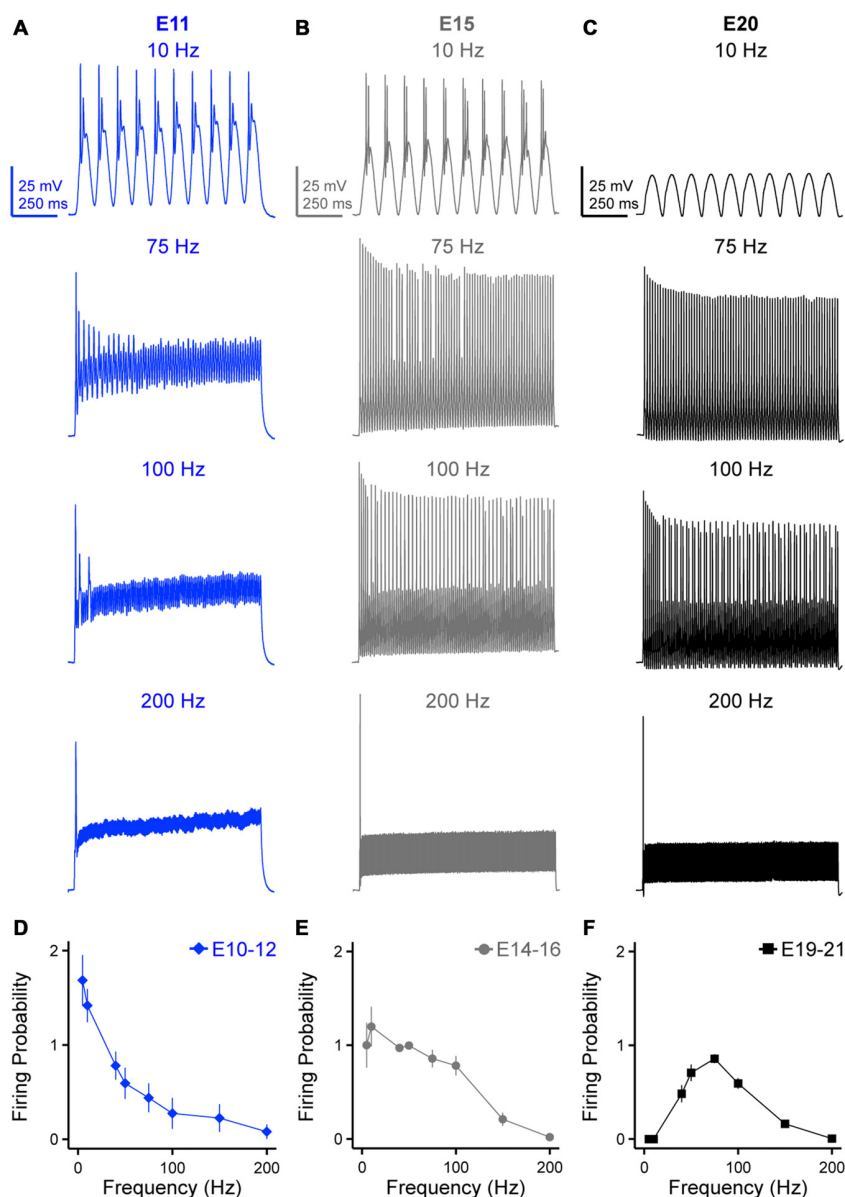 A E11 B E15 C E20
10 Hz 10 Hz 10 Hz
25 mV 25 mV 25 mV
250 ms 250 ms 250 ms
75 Hz 75 Hz 75 Hz
100 Hz 100 Hz 100 Hz
200 Hz 200 Hz 200 Hz
D E F
2 E10-12 2 E14-16 2 E19-21
Firing Probability Firing Probability Firing Probability
1 1 1
0 0 0
0 100 200 0 100 200 0 100 200
Frequency (Hz) Frequency (Hz) Frequency (Hz)